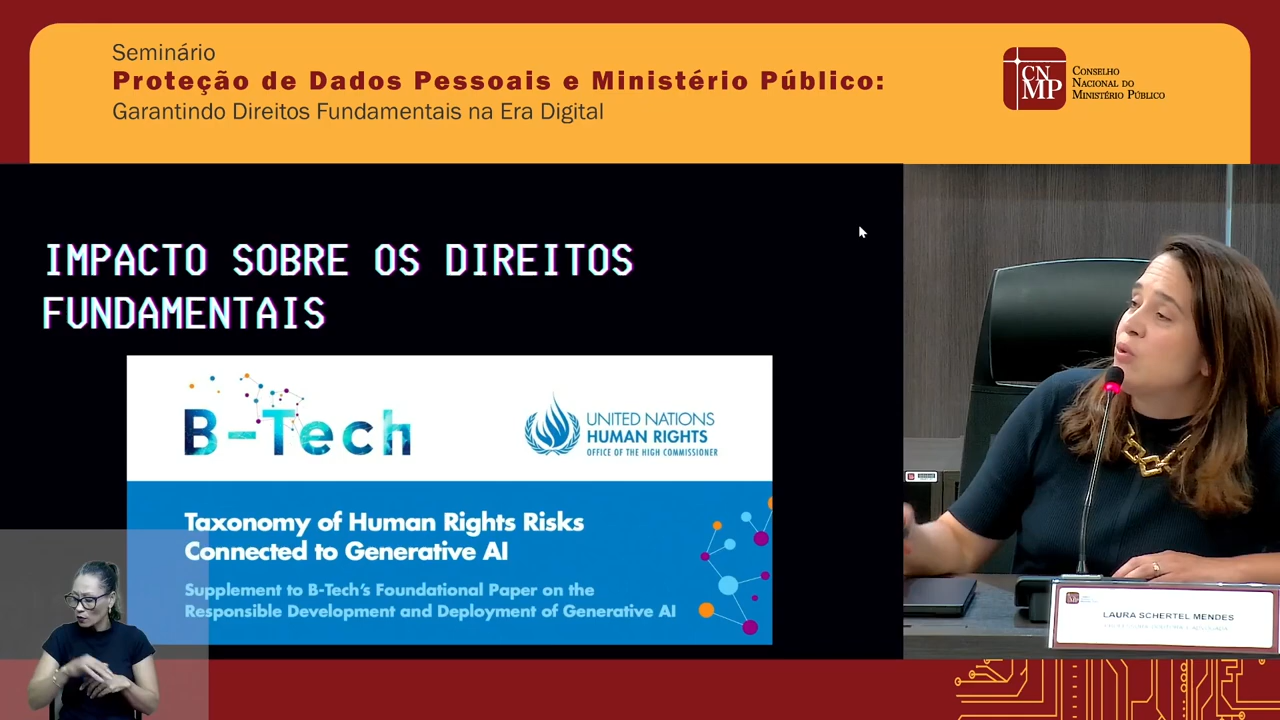 Seminário
Proteção de Dados Pessoais e Ministério Público:
Garantindo Direitos Fundamentais na Era Digital
CN
MP
CONSELHO
NACIONAL DO
MINISTÉRIO PÚBLICO
IMPACTO SOBRE OS DIREITOS
FUNDAMENTAIS
B-Tech
UNITED NATIONS
HUMAN RIGHTS
OFFICE OF THE HIGH COMMISSIONER
Taxonomy of Human Rights Risks
Connected to Generative AI
Supplement to B-Tech's Foundational Paper on the
Responsible Development and Deployment of Generative AI
LAURA SCHERTEL MENDES